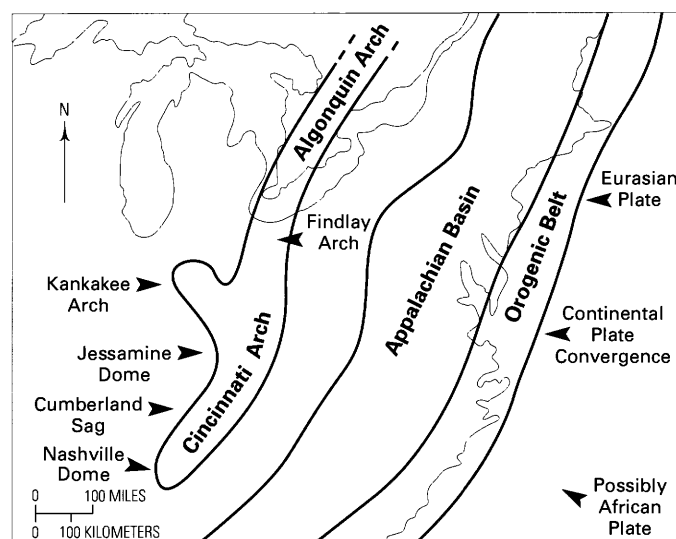 Algonquin Arch
N
Findlay
Arch
Appalachian Basin
Orogenic Belt
Eurasian
Plate
Kankakee
Arch
Continental
Plate
Convergence
Jessamine
Dome
Cincinnati Arch
Cumberland
Sag
Nashville
Dome
0 100 MILES
0 100 KILOMETERS
Possibly
African
Plate